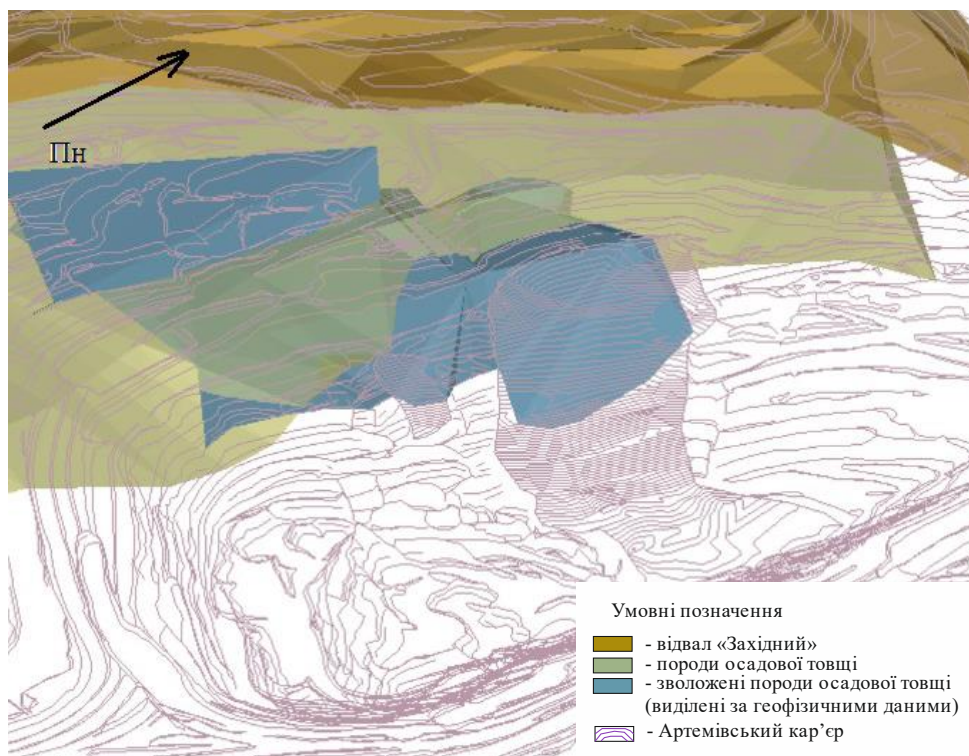 Пн
Умовні позначення
- відвал «Західний»
- породи осадової товщі
- зволожені породи осадової товщі
(виділені за геофізичними даними)
- Артемівський кар’єр